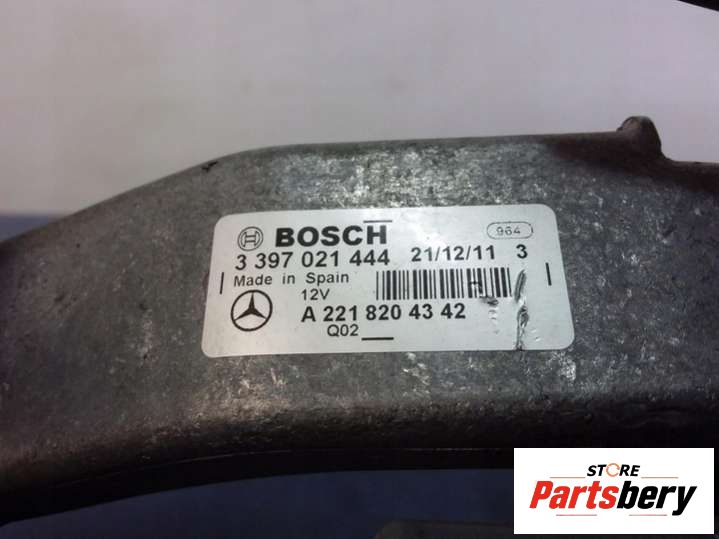 BOSCH 964
3 397 021 444 21/12/11 3
Made in Spain
12V H
A 221 820 43 42
Q02
STORE
Partsbery